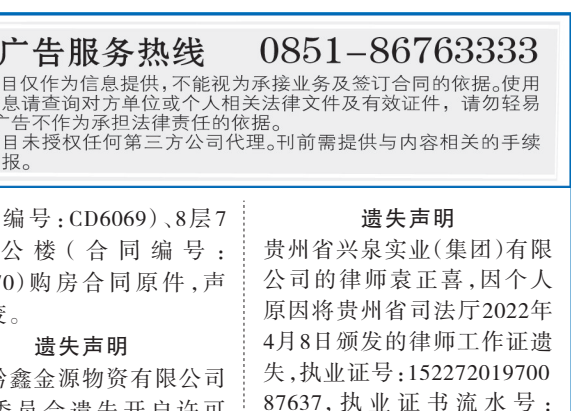 广告服务热线 0851-86763333
目仅作为信息提供,不能视为承接业务及签订合同的依据。使用
息请查询对方单位或个人相关法律文件及有效证件，请勿轻易
广告不作为承担法律责任的依据。
目未授权任何第三方公司代理。刊前需提供与内容相关的手续
报。
编号:CD6069)、8层7
公楼(合同编号:
70)购房合同原件,声
废。
遗失声明
黔鑫金源物资有限公司
委员会遗失开户许可
遗失声明
贵州省兴泉实业(集团)有限
公司的律师袁正喜,因个人
原因将贵州省司法厅2022年
4月8日颁发的律师工作证遗
失,执业证号:152272019700
87637,执业证书流水号: